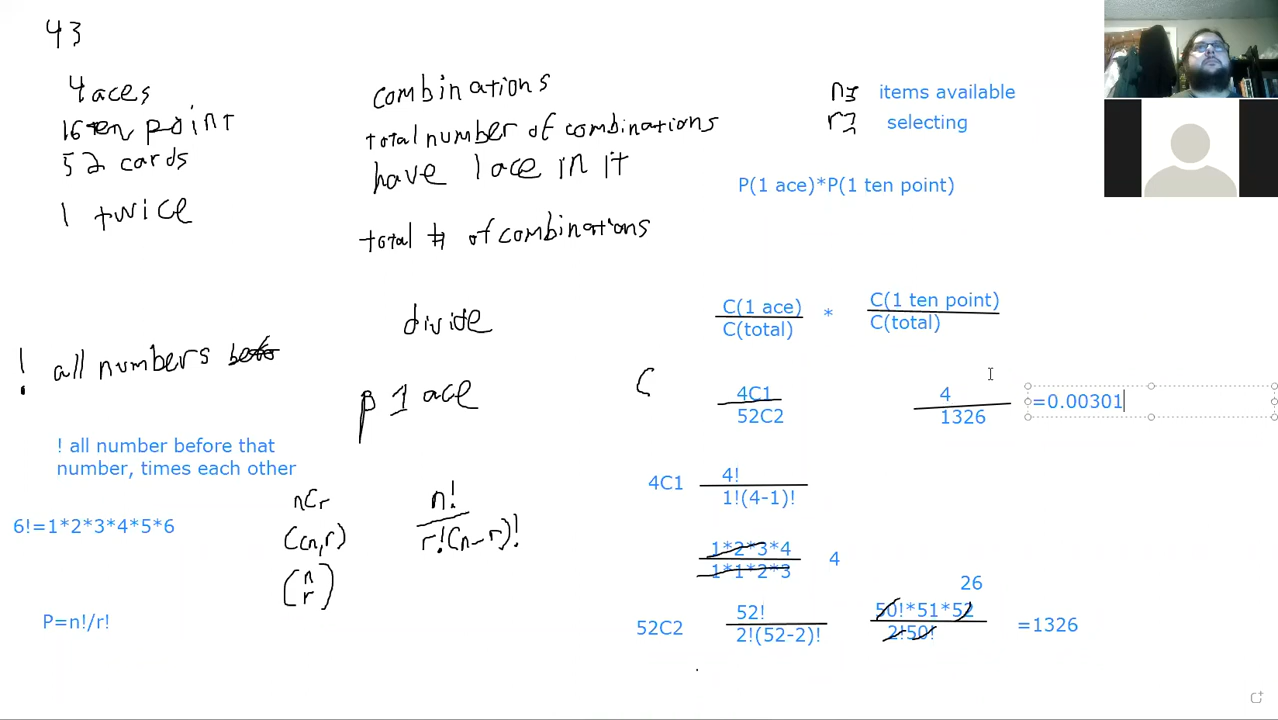 43
4 aces
16 ten point
52 cards
1 twice
combinations
total number of combinations
have 1 ace in it
total # of combinations
divide
p 1 ace
n=
items available
r=
selecting
P(1 ace)*P(1 ten point)
C(1 ace)
C(total)
*
C(1 ten point)
C(total)
! all numbers
! all number before that
number, times each other
6!=1*2*3*4*5*6
P=n!/r!
nCr
C(n,r)
(n
r)
n!
r!(n-r)!
C
4C1
52C2
4
1326
=0.00301
4C1
4!
1!(4-1)!
1*2*3*4
1*1*2*3
4
52C2
52!
2!(52-2)!
26
50!*51*52
2!50!
=1326